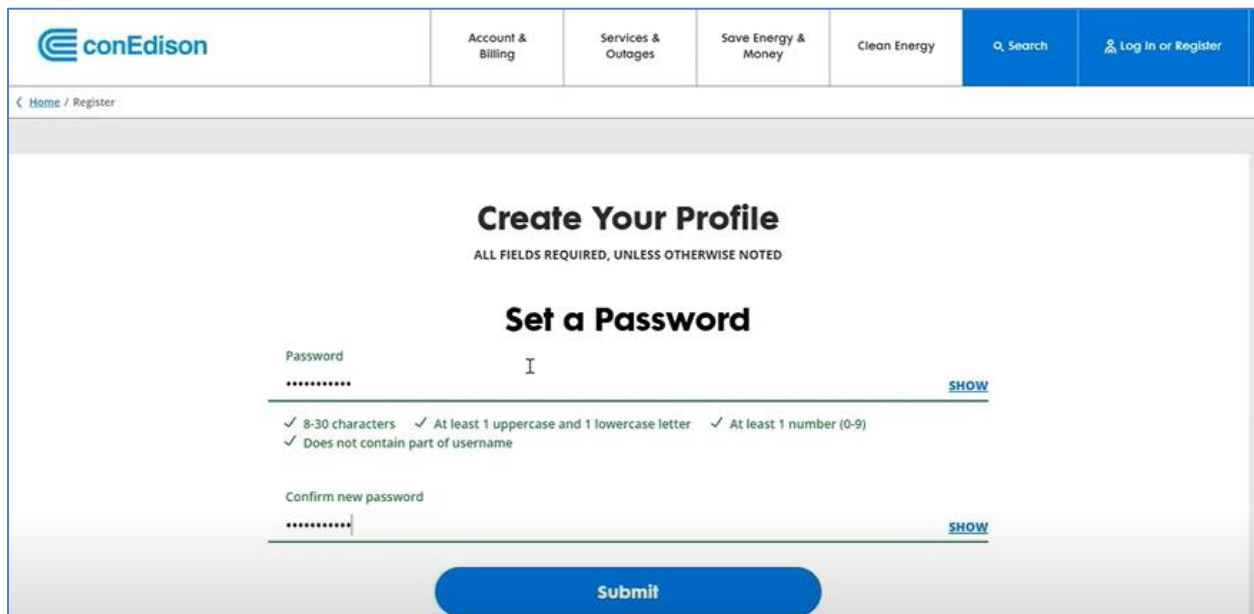 conEdison
Account &
Billing
Services &
Outages
Save Energy &
Money
Clean Energy
Search
Log In or Register
Home / Register
Create Your Profile
ALL FIELDS REQUIRED, UNLESS OTHERWISE NOTED
Set a Password
Password
•••••••••••
SHOW
✓ 8-30 characters ✓ At least 1 uppercase and 1 lowercase letter ✓ At least 1 number (0-9)
✓ Does not contain part of username
Confirm new password
•••••••••••
SHOW
Submit